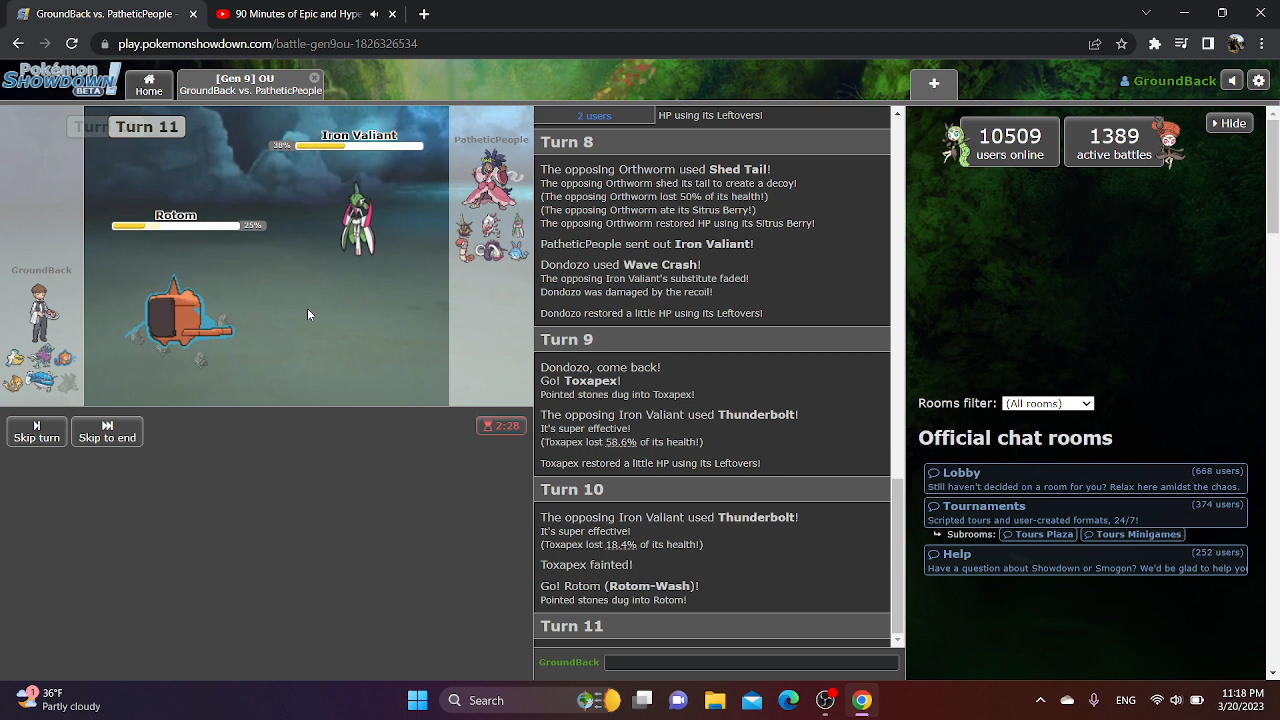 GroundBack vs. PatheticPeople –
90 Minutes of Epic and Hype
play.pokemonshowdown.com/battle-gen9ou-1826326534
Pokémon
SHOWDOWN!
BETA
Home
[Gen 9] OU
GroundBack vs. PatheticPeople
GroundBack
Turn 11
Iron Valiant
38%
Rotom
25%
GroundBack
PatheticPeople
Skip turn
Skip to end
2:28
2 users
HP using its Leftovers!
Turn 8
The opposing Orthworm used Shed Tail!
The opposing Orthworm shed its tail to create a decoy!
(The opposing Orthworm lost 50% of its health!)
(The opposing Orthworm ate its Sitrus Berry!)
(The opposing Orthworm restored HP using its Sitrus Berry!)
PatheticPeople sent out Iron Valiant!
Dondozo used Wave Crash!
The opposing Iron Valiant's substitute faded!
Dondozo was damaged by the recoil!
Dondozo restored a little HP using its Leftovers!
Turn 9
Dondozo, come back!
Go! Toxapex!
Pointed stones dug into Toxapex!
The opposing Iron Valiant used Thunderbolt!
It's super effective!
(Toxapex lost 58.6% of its health!)
Toxapex restored a little HP using its Leftovers!
Turn 10
The opposing Iron Valiant used Thunderbolt!
It's super effective!
(Toxapex lost 18.4% of its health!)
Toxapex fainted!
Go! Rotom (Rotom-Wash)!
Pointed stones dug into Rotom!
Turn 11
GroundBack
10509
users online
1389
active battles
Hide
Rooms filter: (All rooms)
Official chat rooms
Lobby (668 users)
Still haven't decided on a room for you? Relax here amidst the chaos.
Tournaments (374 users)
Scripted tours and user-created formats, 24/7!
Subrooms: Tours Plaza Tours Minigames
Help (252 users)
Have a question about Showdown or Smogon? We'd be glad to help you
1
36°F
Partly cloudy
Search
ENG
11:18 PM
3/20/2023